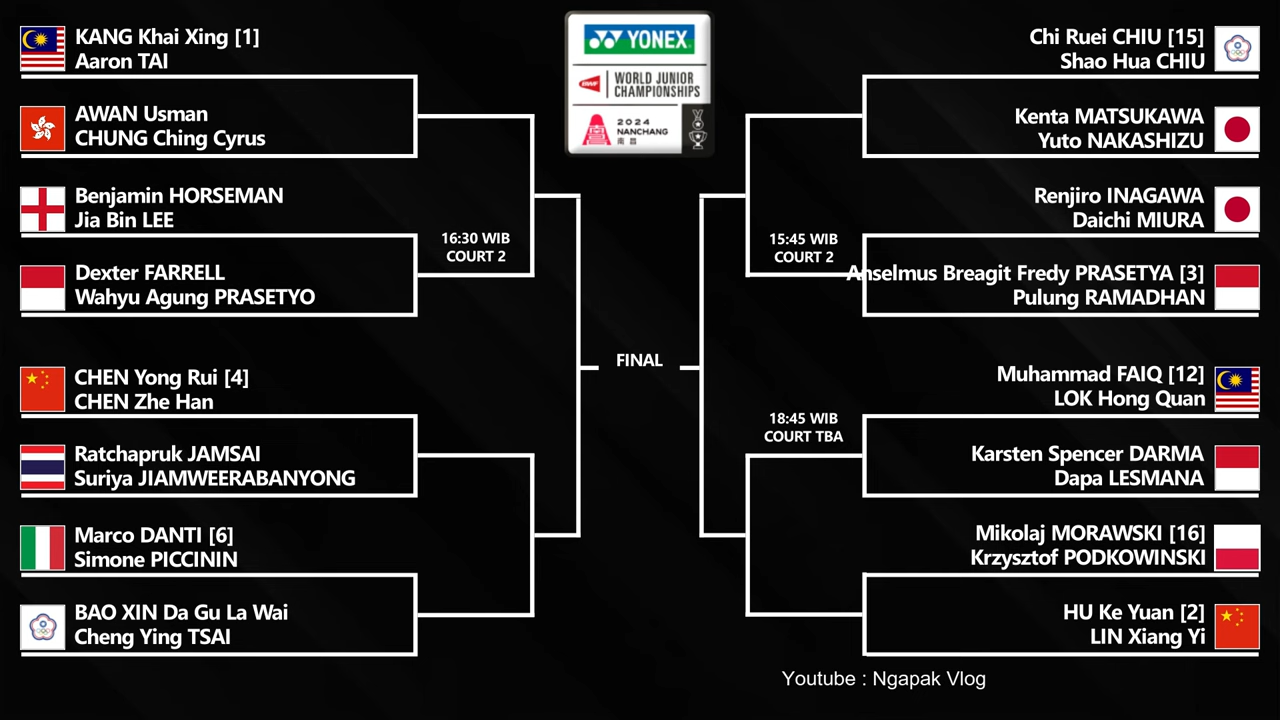 KANG Khai Xing [1]
Aaron TAI
AWAN Usman
CHUNG Ching Cyrus
Benjamin HORSEMAN
Jia Bin LEE
Dexter FARRELL
Wahyu Agung PRASETYO
16:30 WIB
COURT 2
CHEN Yong Rui [4]
CHEN Zhe Han
Ratchapruk JAMSAI
Suriya JIAMWEERABANYONG
Marco DANTI [6]
Simone PICCININ
BAO XIN Da Gu La Wai
Cheng Ying TSAI
YONEX
BWF
WORLD JUNIOR
CHAMPIONSHIPS
2024
NANCHANG
南昌
FINAL
Chi Ruei CHIU [15]
Shao Hua CHIU
Kenta MATSUKAWA
Yuto NAKASHIZU
Renjiro INAGAWA
Daichi MIURA
15:45 WIB
COURT 2
Anselmus Breagit Fredy PRASETYA [3]
Pulung RAMADHAN
Muhammad FAIQ [12]
LOK Hong Quan
18:45 WIB
COURT TBA
Karsten Spencer DARMA
Dapa LESMANA
Mikolaj MORAWSKI [16]
Krzysztof PODKOWINSKI
HU Ke Yuan [2]
LIN Xiang Yi
Youtube : Ngapak Vlog